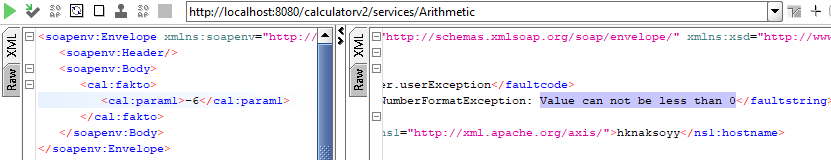 http://localhost:8080/calculatorv2/services/Arithmetic
XML
Raw
<soapenv:Envelope xmlns:soapenv="http://
<soapenv:Header/>
<soapenv:Body>
<cal:fakto>
<cal:param1>-6</cal:param1>
</cal:fakto>
</soapenv:Body>
</soapenv:Envelope>
XML
Raw
"http://schemas.xmlsoap.org/soap/envelope/" xmlns:xsd="http://ww
er.userException</faultcode>
NumberFormatException: Value can not be less than 0</faultstring>
ns1="http://xml.apache.org/axis/">hknaksoyy</ns1:hostname>